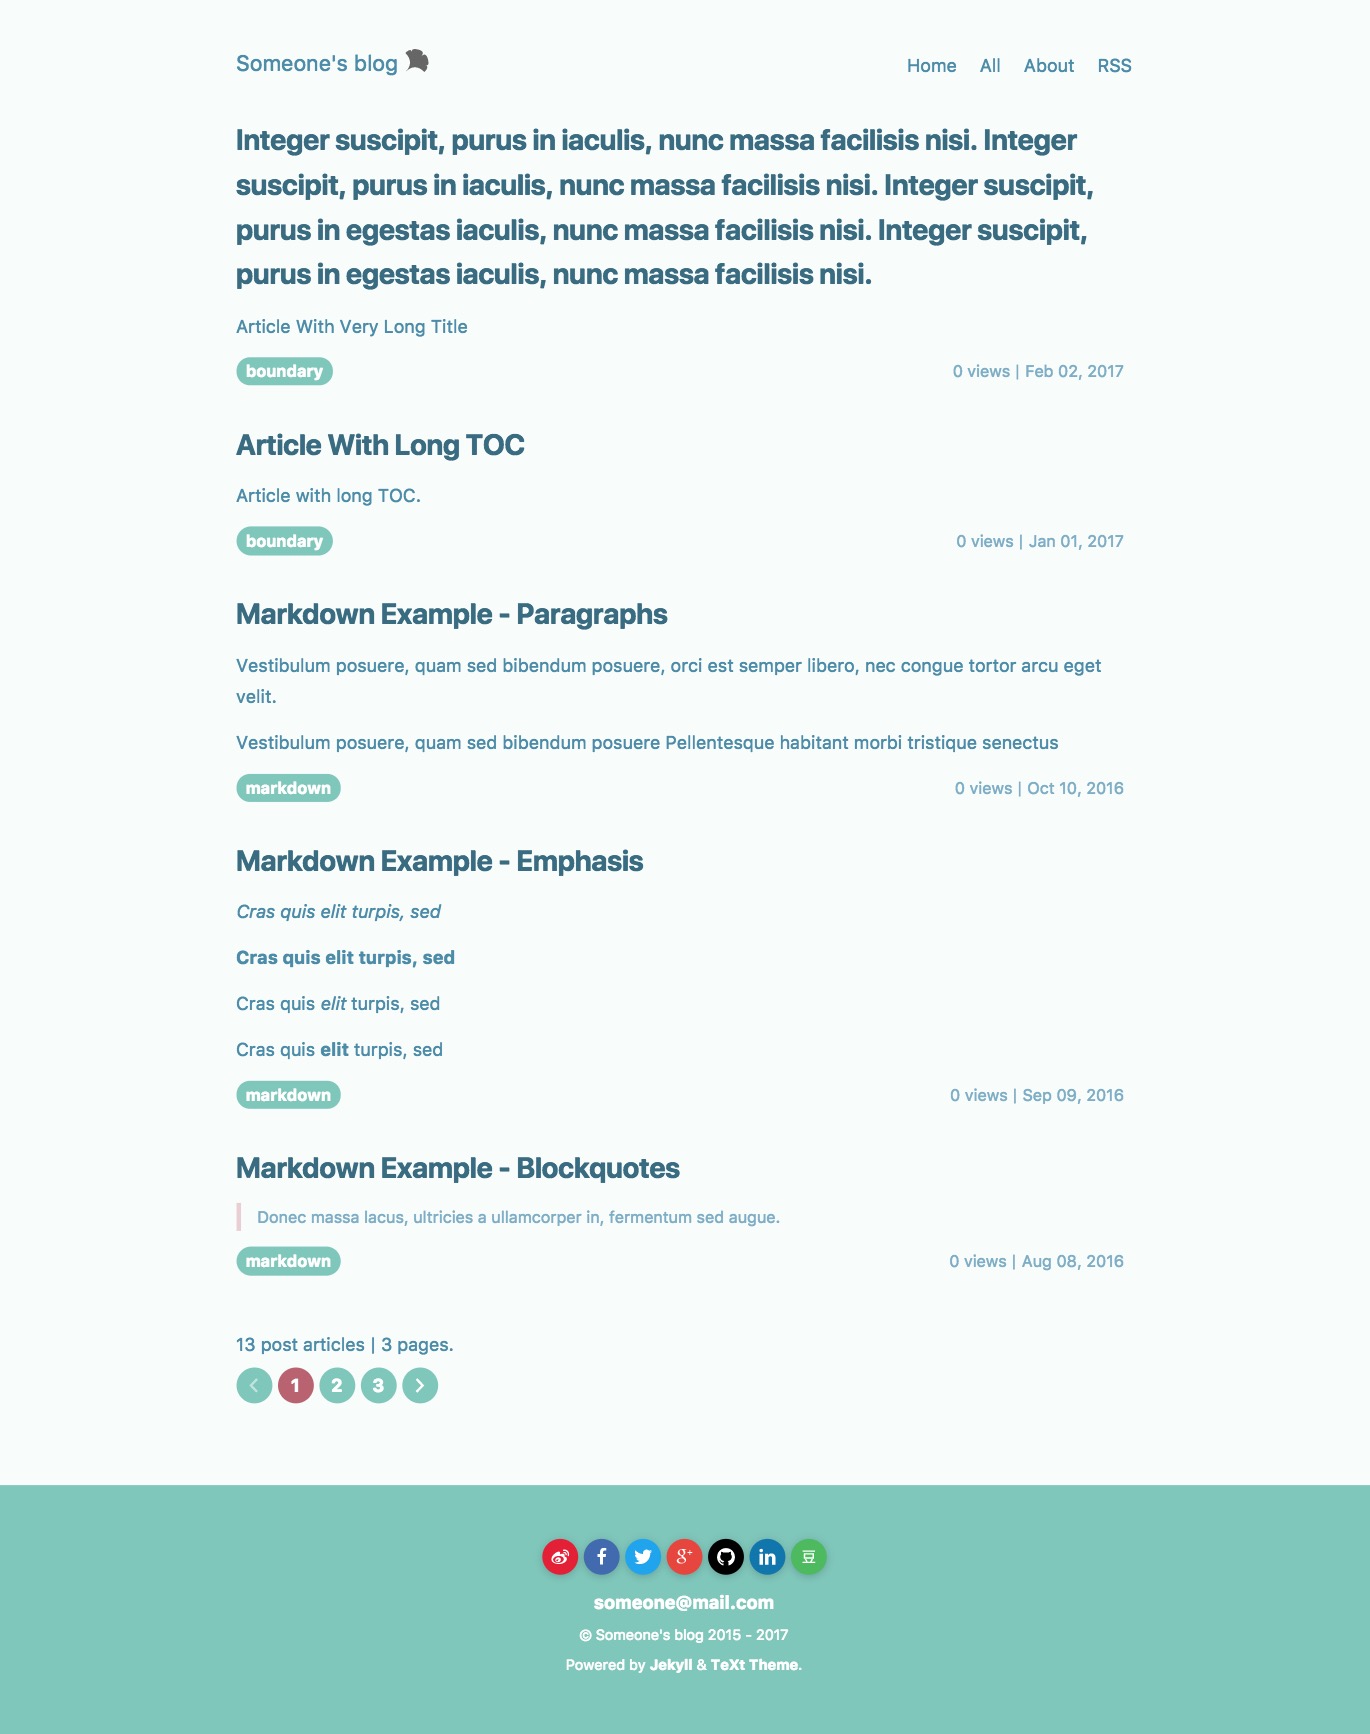 Someone's blog
Home All About RSS
Integer suscipit, purus in iaculis, nunc massa facilisis nisi. Integer
suscipit, purus in iaculis, nunc massa facilisis nisi. Integer suscipit,
purus in egestas iaculis, nunc massa facilisis nisi. Integer suscipit,
purus in egestas iaculis, nunc massa facilisis nisi.
Article With Very Long Title
boundary 0 views | Feb 02, 2017
Article With Long TOC
Article with long TOC.
boundary 0 views | Jan 01, 2017
Markdown Example - Paragraphs
Vestibulum posuere, quam sed bibendum posuere, orci est semper libero, nec congue tortor arcu eget
velit.
Vestibulum posuere, quam sed bibendum posuere Pellentesque habitant morbi tristique senectus
markdown 0 views | Oct 10, 2016
Markdown Example - Emphasis
Cras quis elit turpis, sed
Cras quis elit turpis, sed
Cras quis elit turpis, sed
Cras quis elit turpis, sed
markdown 0 views | Sep 09, 2016
Markdown Example - Blockquotes
Donec massa lacus, ultricies a ullamcorper in, fermentum sed augue.
markdown 0 views | Aug 08, 2016
13 post articles | 3 pages.
1 2 3
f g+ in 豆
someone@mail.com
© Someone's blog 2015 - 2017
Powered by Jekyll & TeXt Theme.